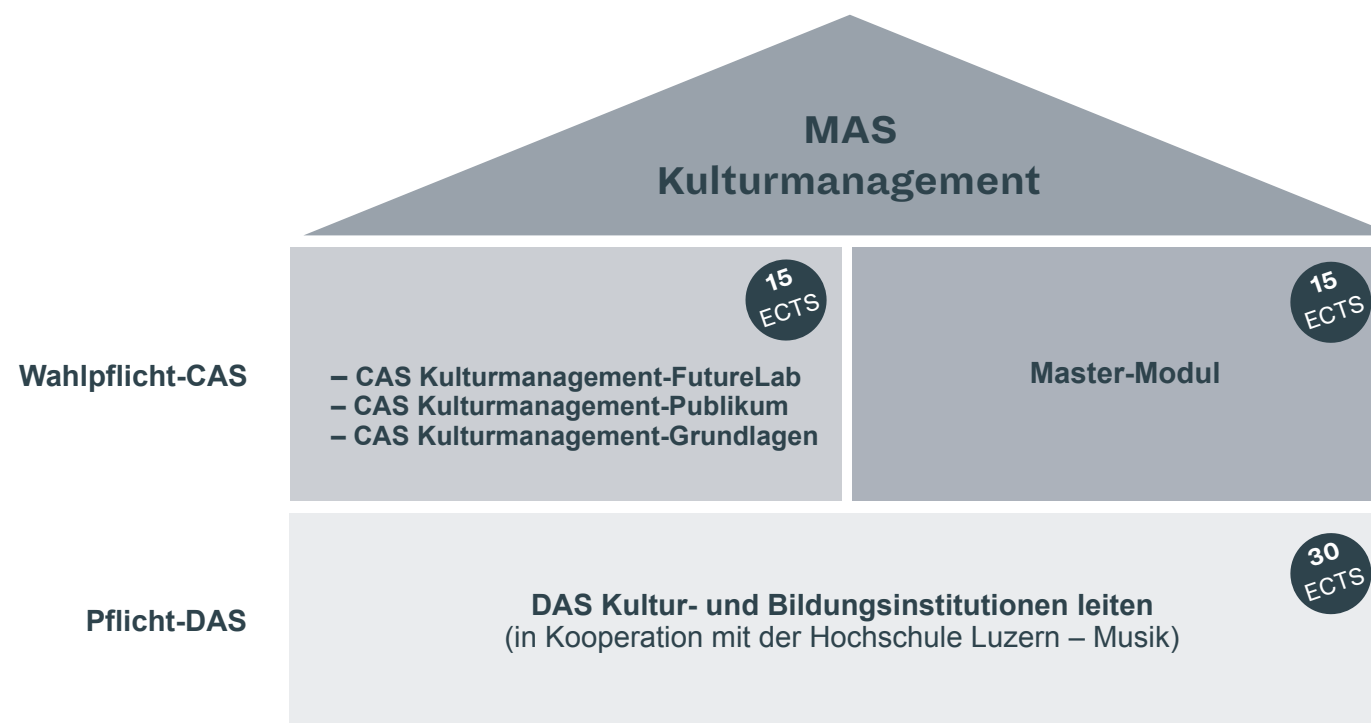 MAS
Kulturmanagement
15
ECTS
15
ECTS
Wahlpflicht-CAS
– CAS Kulturmanagement-FutureLab
– CAS Kulturmanagement-Publikum
– CAS Kulturmanagement-Grundlagen
Master-Modul
30
ECTS
Pflicht-DAS
DAS Kultur- und Bildungsinstitutionen leiten
(in Kooperation mit der Hochschule Luzern – Musik)